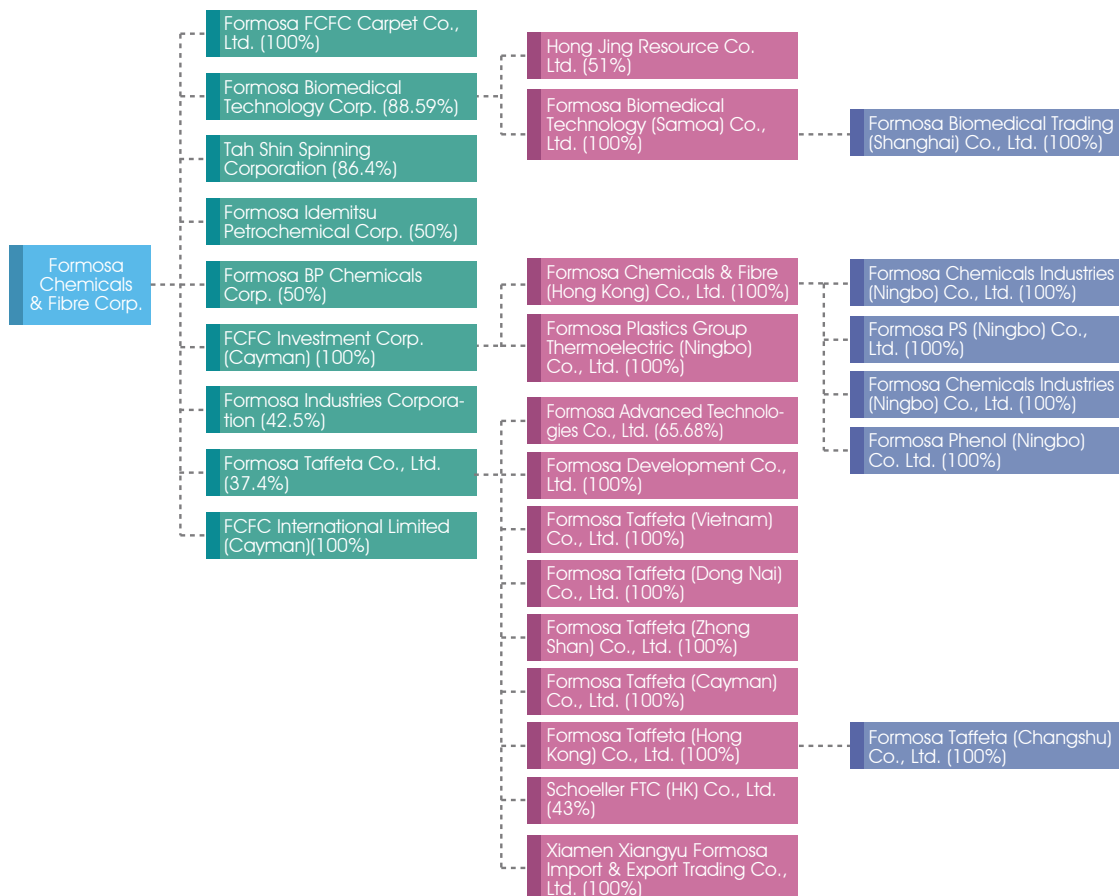 Formosa
Chemicals
& Fibre Corp.
Formosa FCFC Carpet Co.,
Ltd. (100%)
Formosa Biomedical
Technology Corp. (88.59%)
Tah Shin Spinning
Corporation (86.4%)
Formosa Idemitsu
Petrochemical Corp. (50%)
Formosa BP Chemicals
Corp. (50%)
FCFC Investment Corp.
(Cayman) (100%)
Formosa Industries Corpora-
tion (42.5%)
Formosa Taffeta Co., Ltd.
(37.4%)
FCFC International Limited
(Cayman)(100%)
Hong Jing Resource Co.
Ltd. (51%)
Formosa Biomedical
Technology (Samoa) Co.,
Ltd. (100%)
Formosa Chemicals & Fibre
(Hong Kong) Co., Ltd. (100%)
Formosa Plastics Group
Thermoelectric (Ningbo)
Co., Ltd. (100%)
Formosa Advanced Technolo-
gies Co., Ltd. (65.68%)
Formosa Development Co.,
Ltd. (100%)
Formosa Taffeta (Vietnam)
Co., Ltd. (100%)
Formosa Taffeta (Dong Nai)
Co., Ltd. (100%)
Formosa Taffeta (Zhong
Shan) Co., Ltd. (100%)
Formosa Taffeta (Cayman)
Co., Ltd. (100%)
Formosa Taffeta (Hong
Kong) Co., Ltd. (100%)
Schoeller FTC (HK) Co., Ltd.
(43%)
Xiamen Xiangyu Formosa
Import & Export Trading Co.,
Ltd. (100%)
Formosa Biomedical Trading
(Shanghai) Co., Ltd. (100%)
Formosa Chemicals Industries
(Ningbo) Co., Ltd. (100%)
Formosa PS (Ningbo) Co.,
Ltd. (100%)
Formosa Chemicals Industries
(Ningbo) Co., Ltd. (100%)
Formosa Phenol (Ningbo)
Co. Ltd. (100%)
Formosa Taffeta (Changshu)
Co., Ltd. (100%)